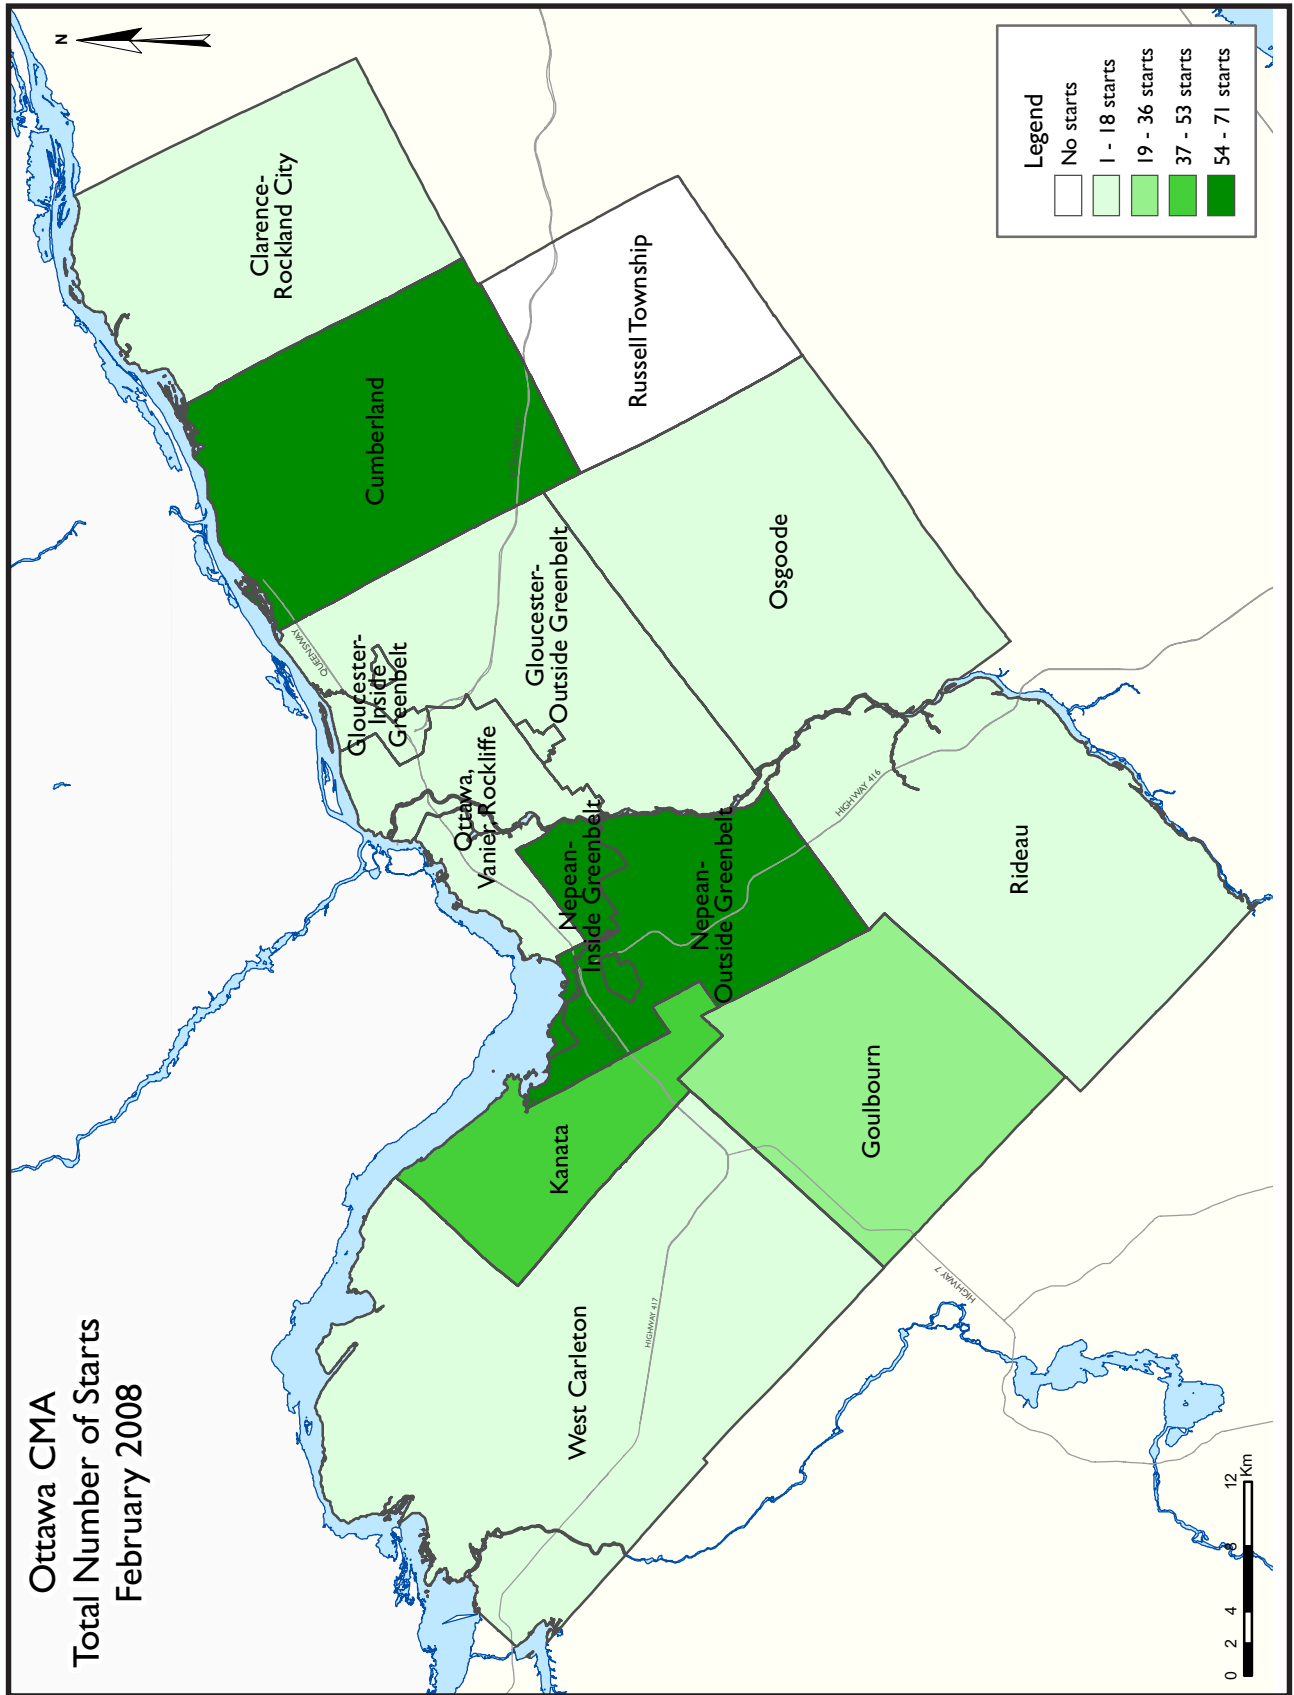 Ottawa CMA
Total Number of Starts
February 2008
N
Clarence-
Rockland City
Cumberland
Russell Township
QUEENSWAY
Gloucester-
Inside
Greenbelt
Gloucester-
Outside Greenbelt
Osgoode
Ottawa,
Vanier, Rockliffe
Nepean-
Inside Greenbelt
Nepean-
Outside Greenbelt
HIGHWAY 416
Rideau
Kanata
Goulbourn
West Carleton
HIGHWAY 417
HIGHWAY 7
Legend
No starts
1 - 18 starts
19 - 36 starts
37 - 53 starts
54 - 71 starts
0 2 4 8 12
Km